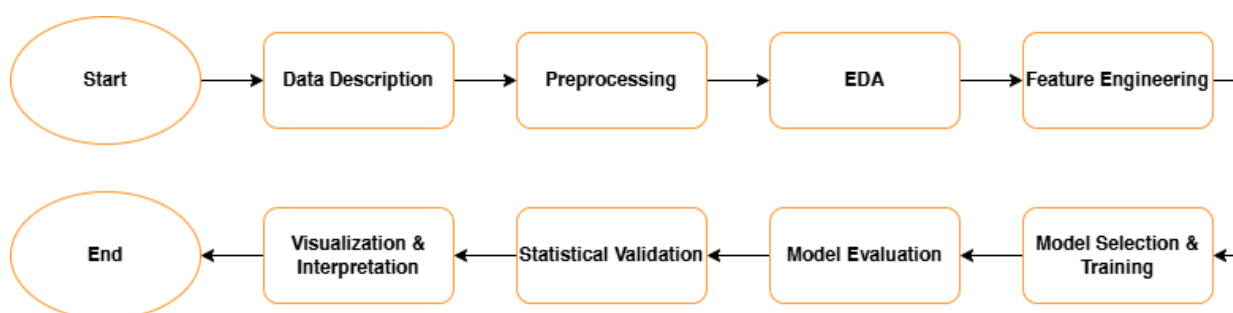 Start
Data Description
Preprocessing
EDA
Feature Engineering
Model Selection &
Training
Model Evaluation
Statistical Validation
Visualization &
Interpretation
End